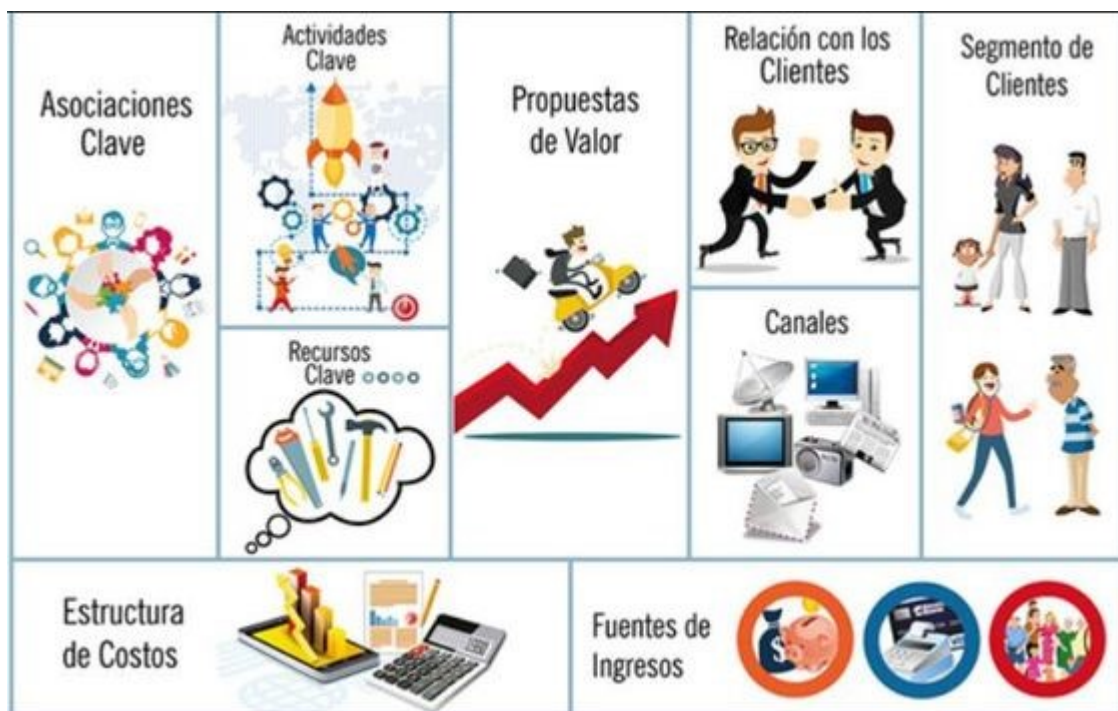 Asociaciones
Clave
Actividades
Clave
Recursos
Clave
Propuestas
de Valor
Relación con los
Clientes
Canales
Segmento de
Clientes
Estructura
de Costos
Fuentes de
Ingresos